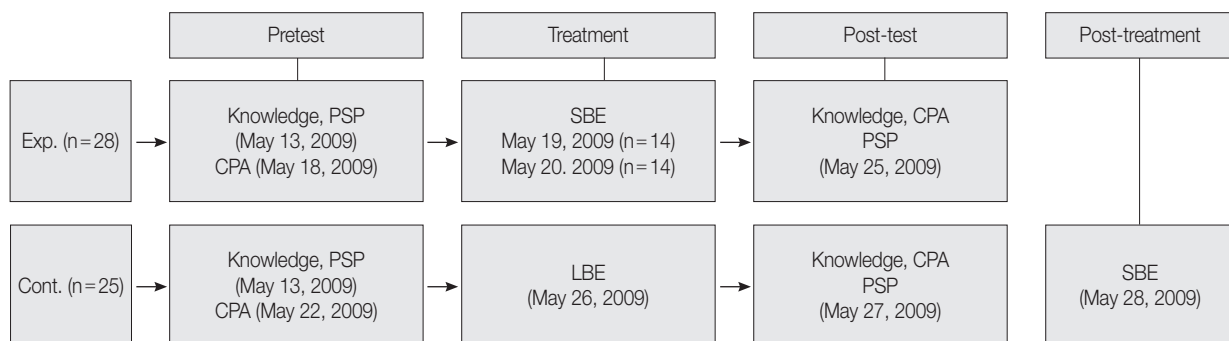 Pretest
Treatment
Post-test
Post-treatment
Exp. (n=28)
Knowledge, PSP
(May 13, 2009)
CPA (May 18, 2009)
SBE
May 19, 2009 (n=14)
May 20. 2009 (n=14)
Knowledge, CPA
PSP
(May 25, 2009)
Cont. (n=25)
Knowledge, PSP
(May 13, 2009)
CPA (May 22, 2009)
LBE
(May 26, 2009)
Knowledge, CPA
PSP
(May 27, 2009)
SBE
(May 28, 2009)